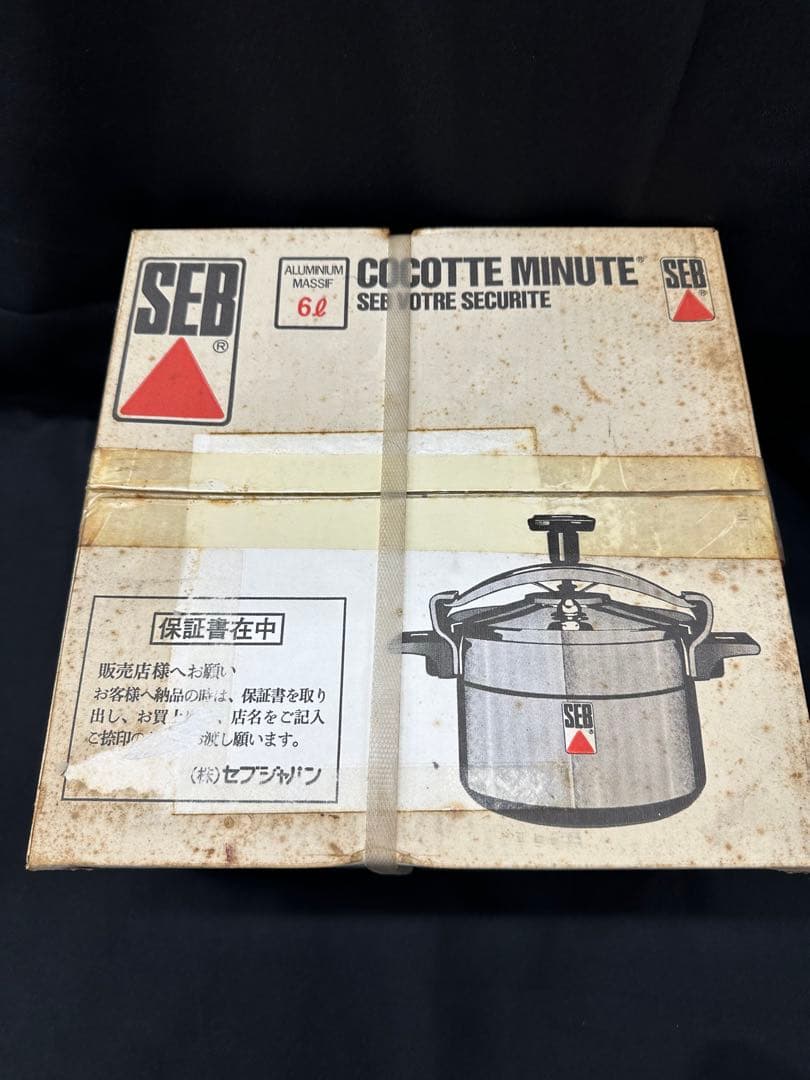 SEB
®
ALUMINIUM
MASSIF
6ℓ
COCOTTE MINUTE®
SEB VOTRE SECURITE
SEB
®
保証書在中
販売店様へお願い
お客様へ納品の時は、保証書を取り
出し、お買上 、店名をご記入
ご捺印の 渡し願います。
(株)セブジャパン
SEB